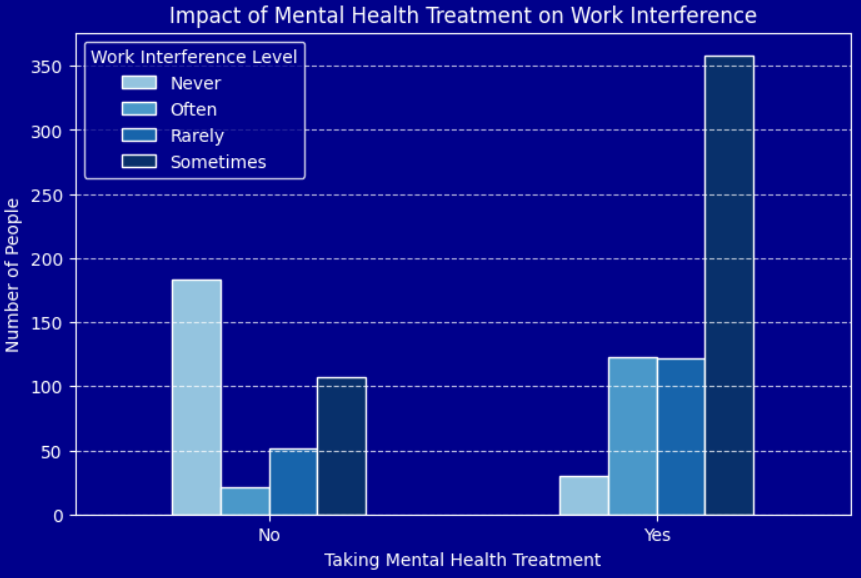 Impact of Mental Health Treatment on Work Interference
Work Interference Level
Never
Often
Rarely
Sometimes
350
300
250
200
150
100
50
0
Number of People
No
Yes
Taking Mental Health Treatment